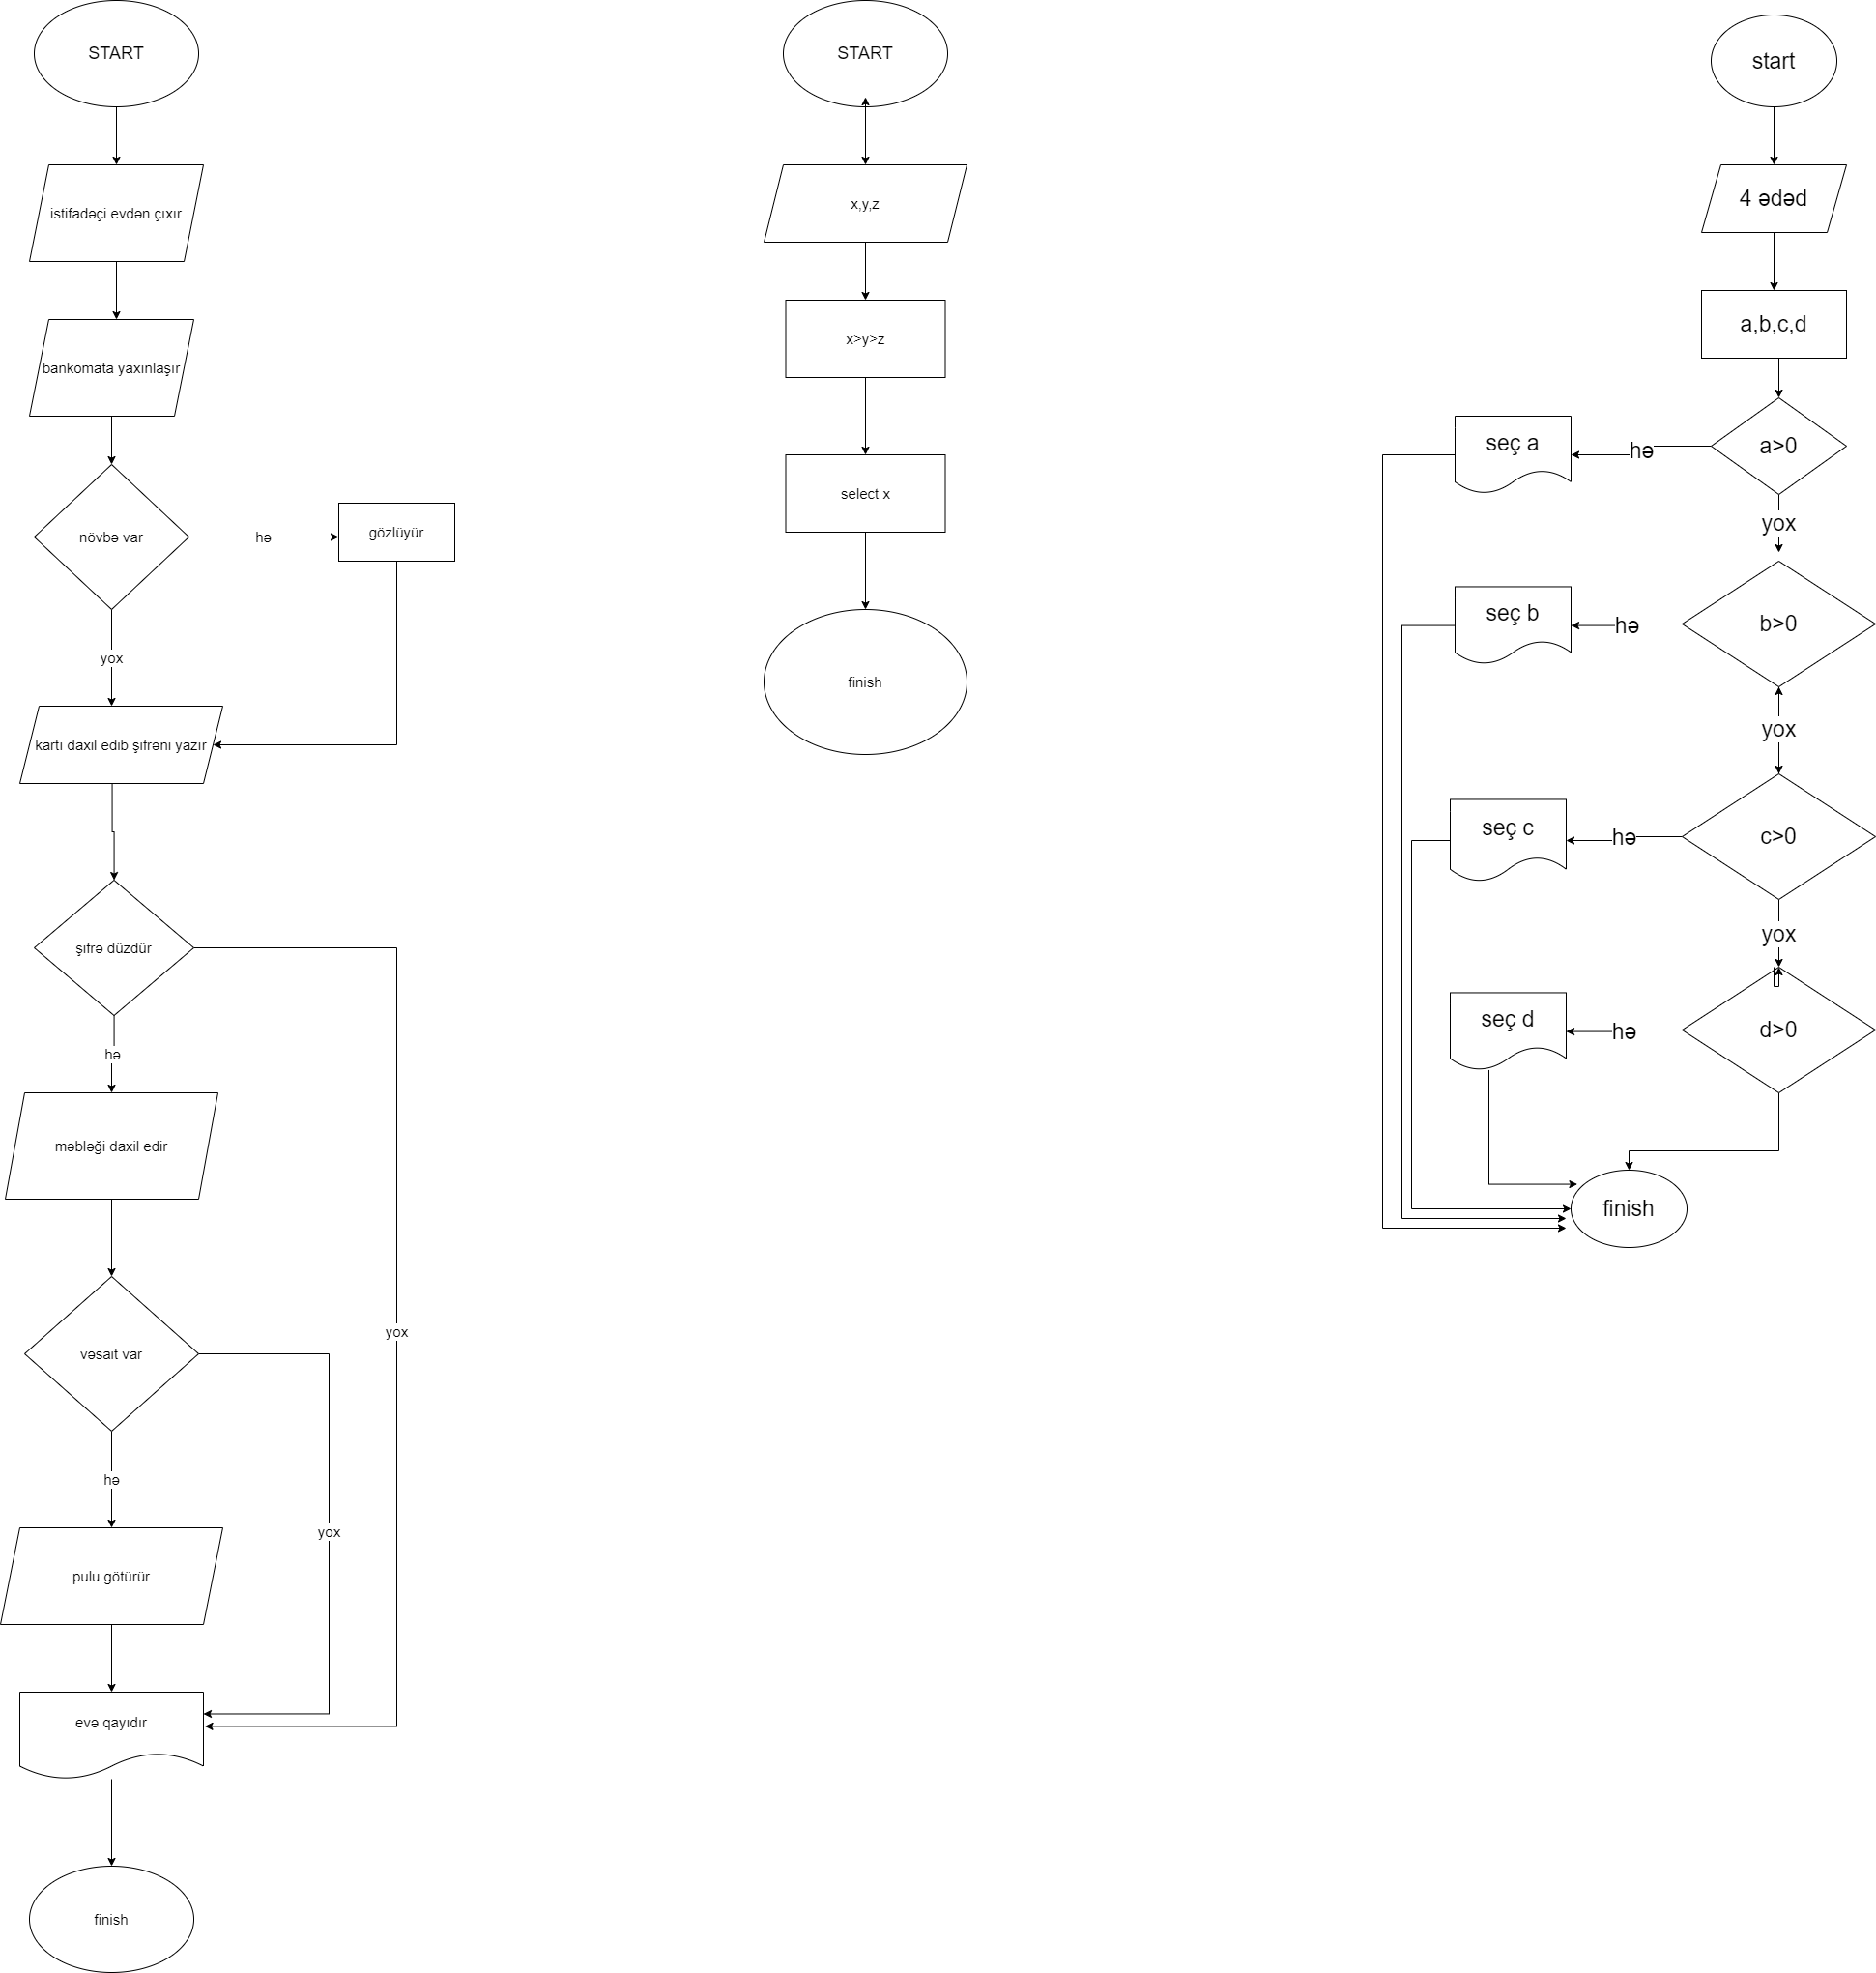 START
istifadəçi evdən çıxır
bankomata yaxınlaşır
növbə var
hə
gözlüyür
yox
kartı daxil edib şifrəni yazır
şifrə düzdür
hə
yox
məbləği daxil edir
vəsait var
hə
yox
pulu götürür
evə qayıdır
finish
START
x,y,z
x>y>z
select x
finish
start
4 ədəd
a,b,c,d
a>0
hə
seç a
yox
b>0
hə
seç b
yox
c>0
hə
seç c
yox
d>0
hə
seç d
finish